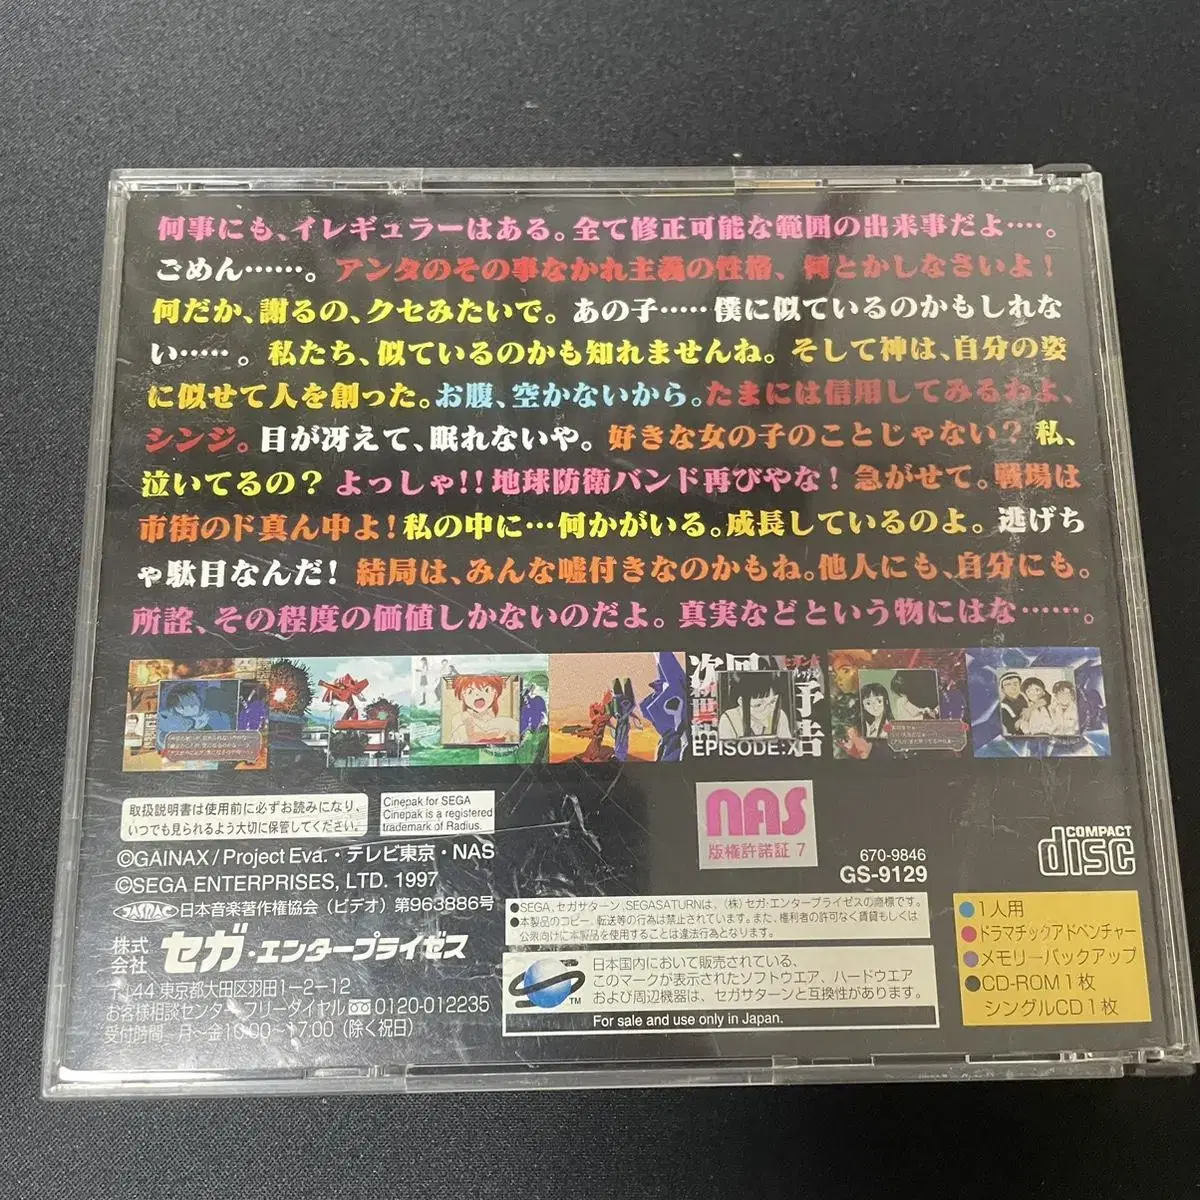 何事にも、イレギュラーはある。全て修正可能な範囲の出来事だよ‥‥。
ごめん‥‥‥。アンタのその事なかれ主義の性格、何とかしなさいよ!
何だか、謝るの、クセみたいで。あの子‥‥‥僕に似ているのかもしれな
い‥‥‥。私たち、似ているのかも知れませんね。そして神は、自分の姿
に似せて人を創った。お腹、空かないから。たまには信用してみるわよ、
シンジ。目が冴えて、眠れないや。好きな女の子のことじゃない?私、
泣いてるの?よっしゃ!!地球防衛バンド再びやな!急がせて。戦場は
市街のド真ん中よ!私の中に…何かがいる。成長しているのよ。逃げち
ゃ駄目なんだ!結局は、みんな嘘付きなのかもね。他人にも、自分にも。
所詮、その程度の価値しかないのだよ。真実などという物にはな‥‥‥。
次回
予告
EPISODE:X
取扱説明書は使用前に必ずお読みになり、
いつでも見られるよう大切に保管してください。
Cinepak for SEGA
Cinepak is a registered
trademark of Radius.
©GAINAX/Project Eva.・テレビ東京・NAS
©SEGA ENTERPRISES, LTD. 1997
JASRAC 日本音楽著作権協会(ビデオ)第963886号
株式会社 セガ・エンタープライゼス
〒144 東京都大田区羽田1-2-12
お客様相談センター フリーダイヤル 0120-012235
受付時間 月~金10:00~17:00(除く祝日)
nas
版権許諾証 7
670-9846
GS-9129
COMPACT
disc
●SEGA、セガサターン、SEGASATURNは、(株)セガ・エンタープライゼスの商標です。
●本製品のコピー、転送等の行為は禁止されています。また、権利者の許可なく賃貸もしくは
公衆向けに本製品を使用することは違法行為となります。
TM
日本国内において販売されている、
このマークが表示されたソフトウエア、ハードウエア
および周辺機器は、セガサターンと互換性があります。
For sale and use only in Japan.
●1人用
●ドラマチックアドベンチャー
●メモリーバックアップ
●CD-ROM1枚
シングルCD1枚